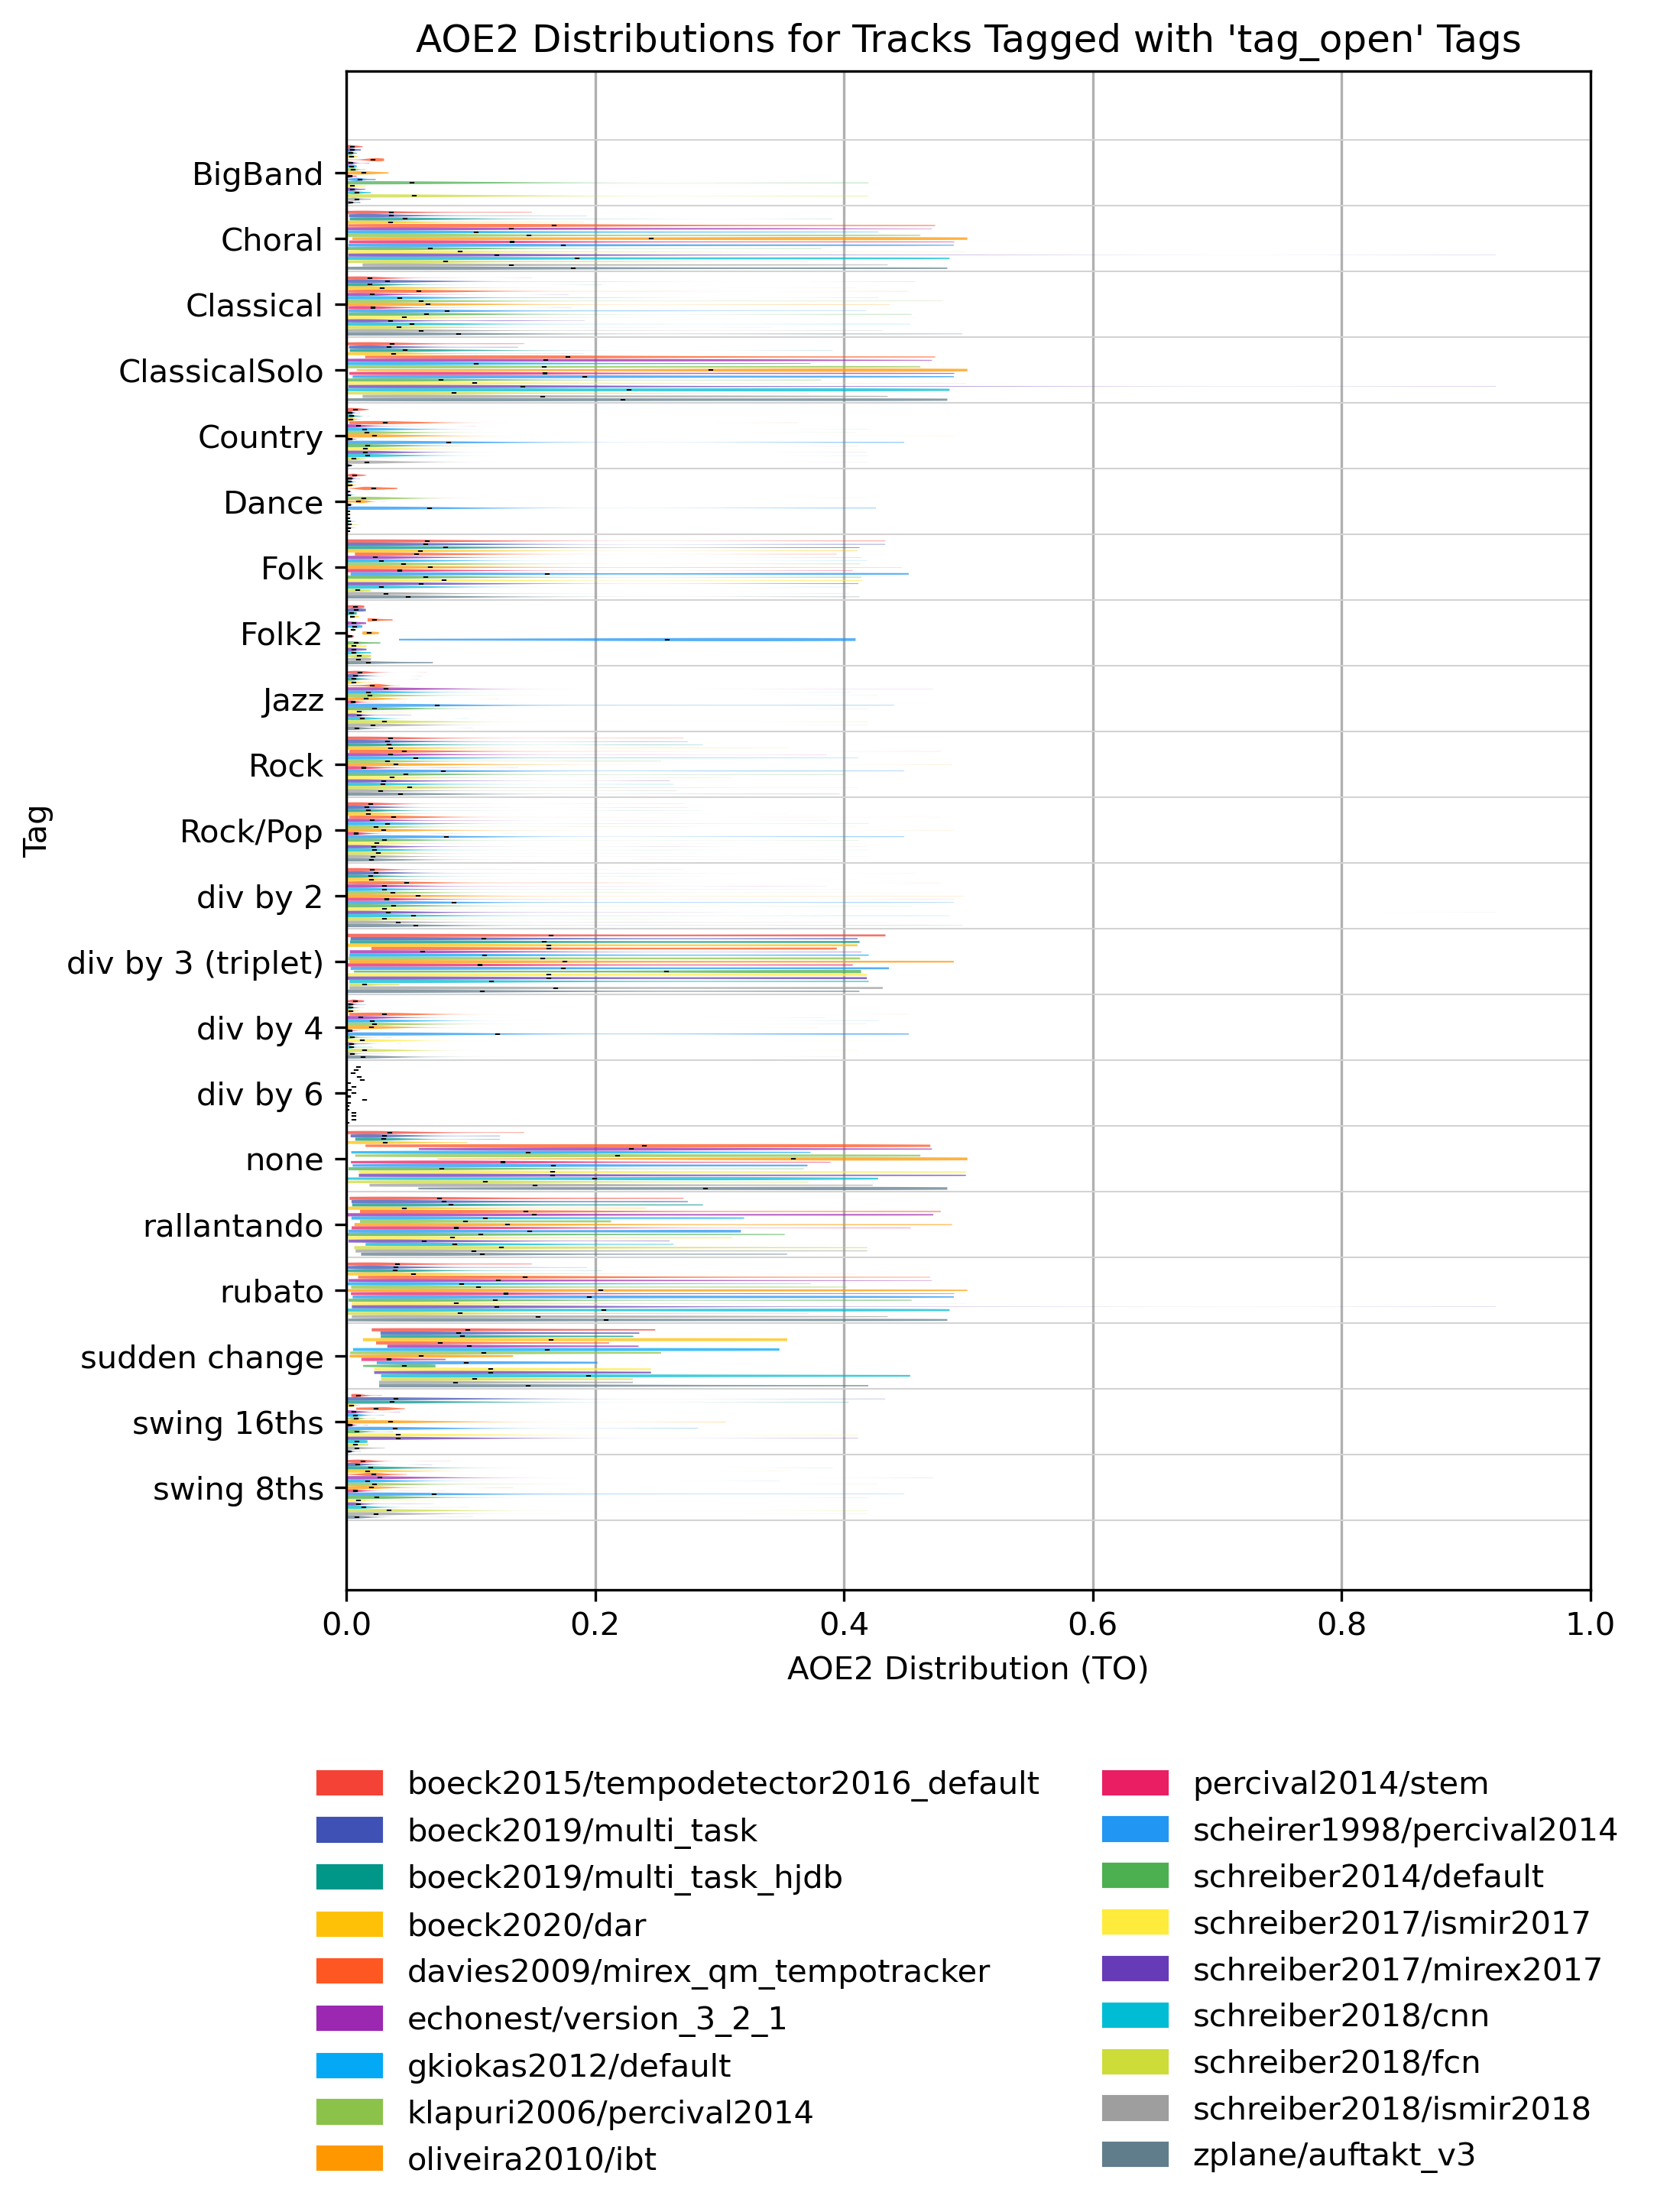 AOE2 Distributions for Tracks Tagged with 'tag_open' Tags
BigBand
Choral
Classical
ClassicalSolo
Country
Dance
Folk
Folk2
Jazz
Rock
Rock/Pop
div by 2
div by 3 (triplet)
div by 4
div by 6
none
rallantando
rubato
sudden change
swing 16ths
swing 8ths
Tag
0.0 0.2 0.4 0.6 0.8 1.0
AOE2 Distribution (TO)
boeck2015/tempodetector2016_default
boeck2019/multi_task
boeck2019/multi_task_hjdb
boeck2020/dar
davies2009/mirex_qm_tempotracker
echonest/version_3_2_1
gkiokas2012/default
klapuri2006/percival2014
oliveira2010/ibt
percival2014/stem
scheirer1998/percival2014
schreiber2014/default
schreiber2017/ismir2017
schreiber2017/mirex2017
schreiber2018/cnn
schreiber2018/fcn
schreiber2018/ismir2018
zplane/auftakt_v3